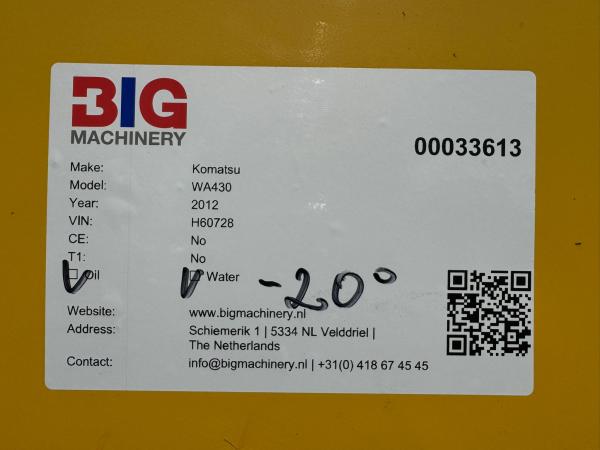 BIG
MACHINERY
00033613
Make: Komatsu
Model: WA430
Year: 2012
VIN: H60728
CE: No
T1: No
V Oil V Water -20°
Website: www.bigmachinery.nl
Address: Schiemerik 1 | 5334 NL Velddriel |
The Netherlands
Contact: info@bigmachinery.nl | +31(0) 418 67 45 45